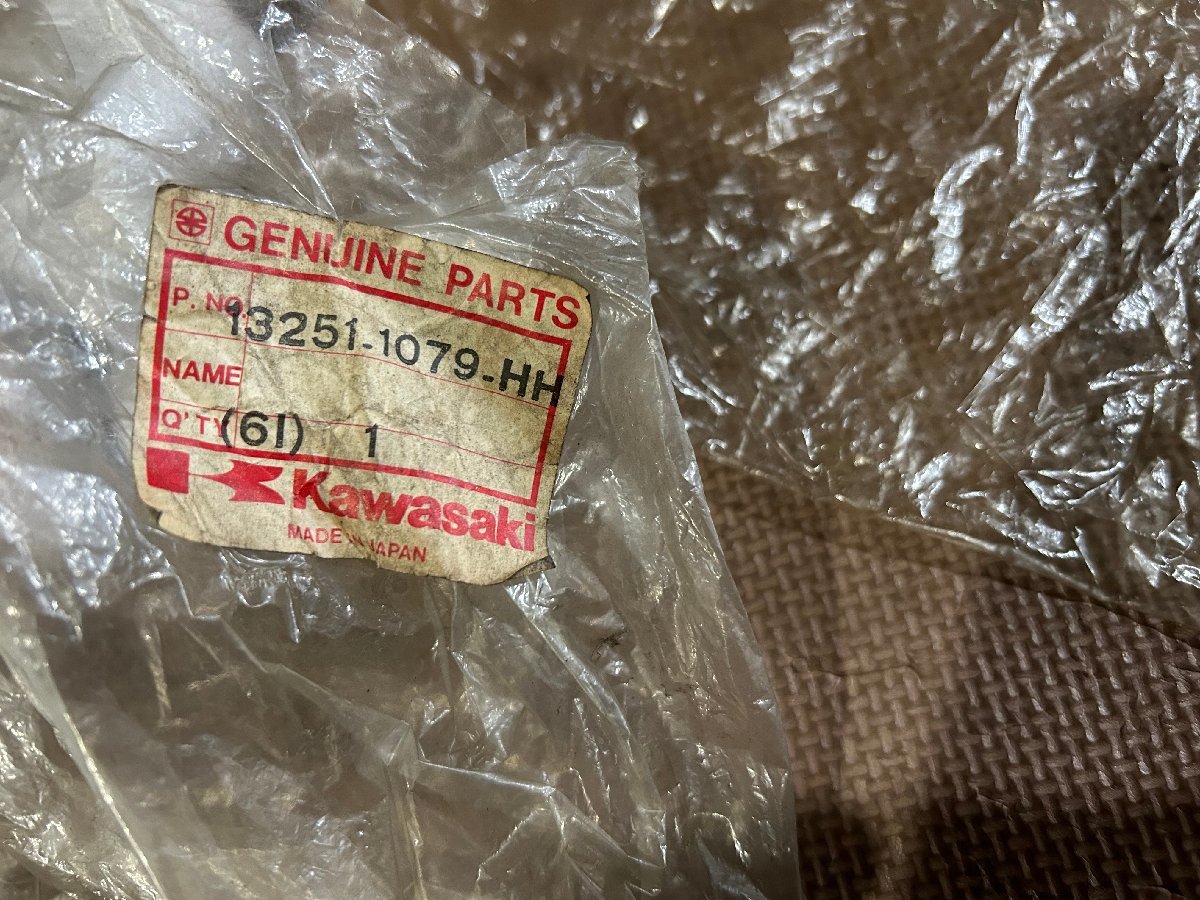 GENUINE PARTS
P. NO. 13251-1079-HH
NAME
Q'TY (61) 1
Kawasaki
MADE IN JAPAN